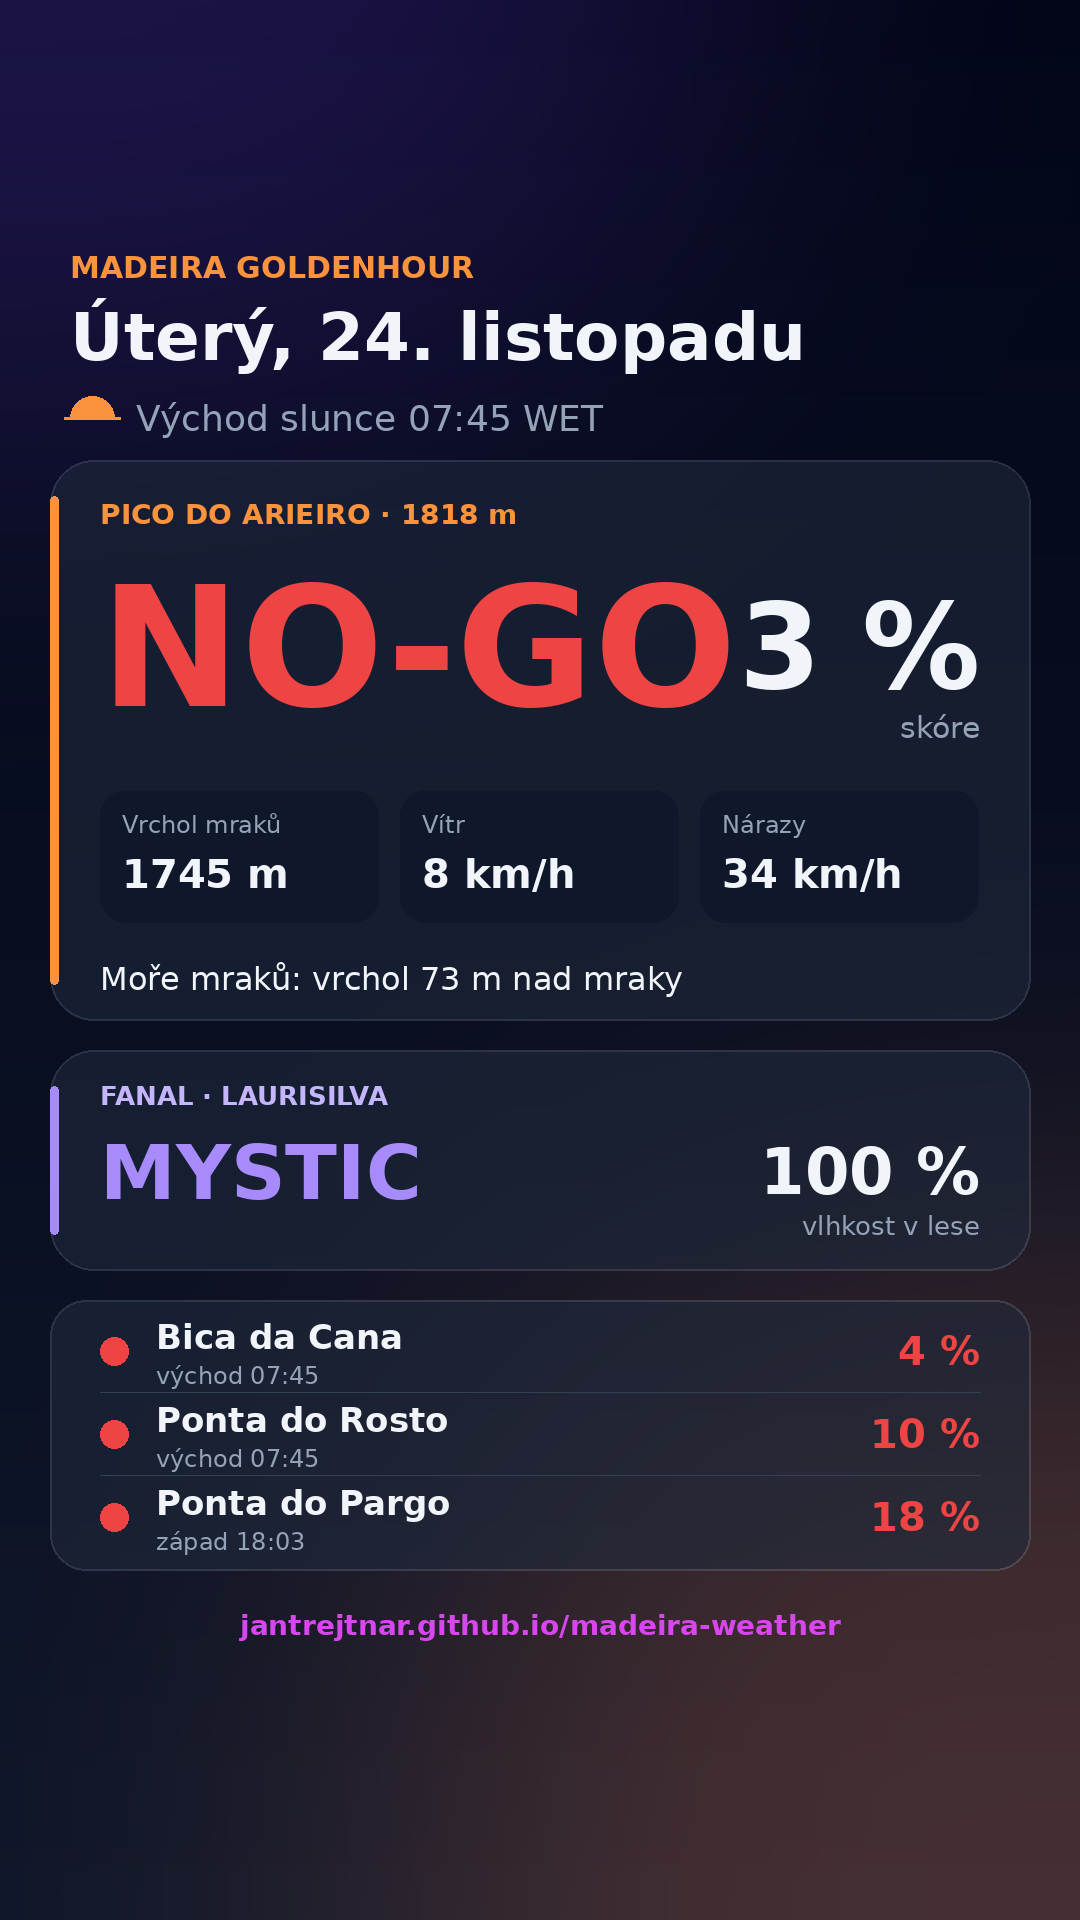 MADEIRA GOLDENHOUR
Úterý, 24. listopadu
Východ slunce 07:45 WET
PICO DO ARIEIRO · 1818 m
NO-GO 3 %
skóre
Vrchol mraků Vítr Nárazy
1745 m 8 km/h 34 km/h
Moře mraků: vrchol 73 m nad mraky
FANAL · LAURISILVA
MYSTIC 100 %
vlhkost v lese
Bica da Cana 4 %
východ 07:45
Ponta do Rosto 10 %
východ 07:45
Ponta do Pargo 18 %
západ 18:03
jantrejtnar.github.io/madeira-weather